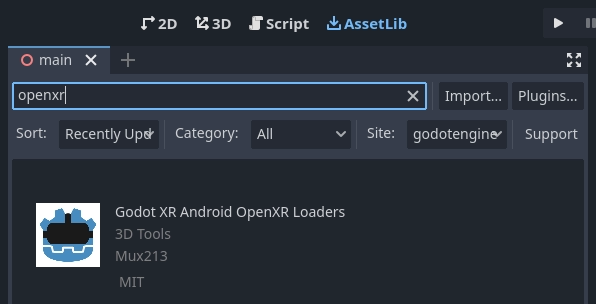 2D 3D Script AssetLib
main
openxr Import... Plugins...
Sort: Recently Upd Category: All Site: godotengine Support
Godot XR Android OpenXR Loaders
3D Tools
Mux213
MIT